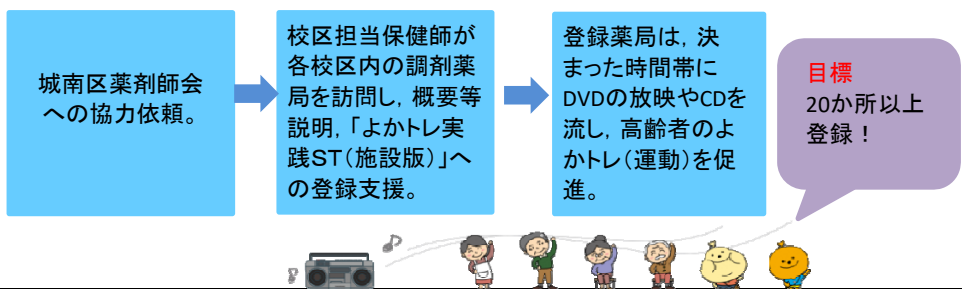 城南区薬剤師会
への協力依頼。
校区担当保健師が
各校区内の調剤薬
局を訪問し，概要等
説明，「よかトレ実
践ＳＴ（施設版）」へ
の登録支援。
登録薬局は，決
まった時間帯に
DVDの放映やCDを
流し，高齢者のよ
かトレ（運動）を促
進。
目標
20か所以上
登録！